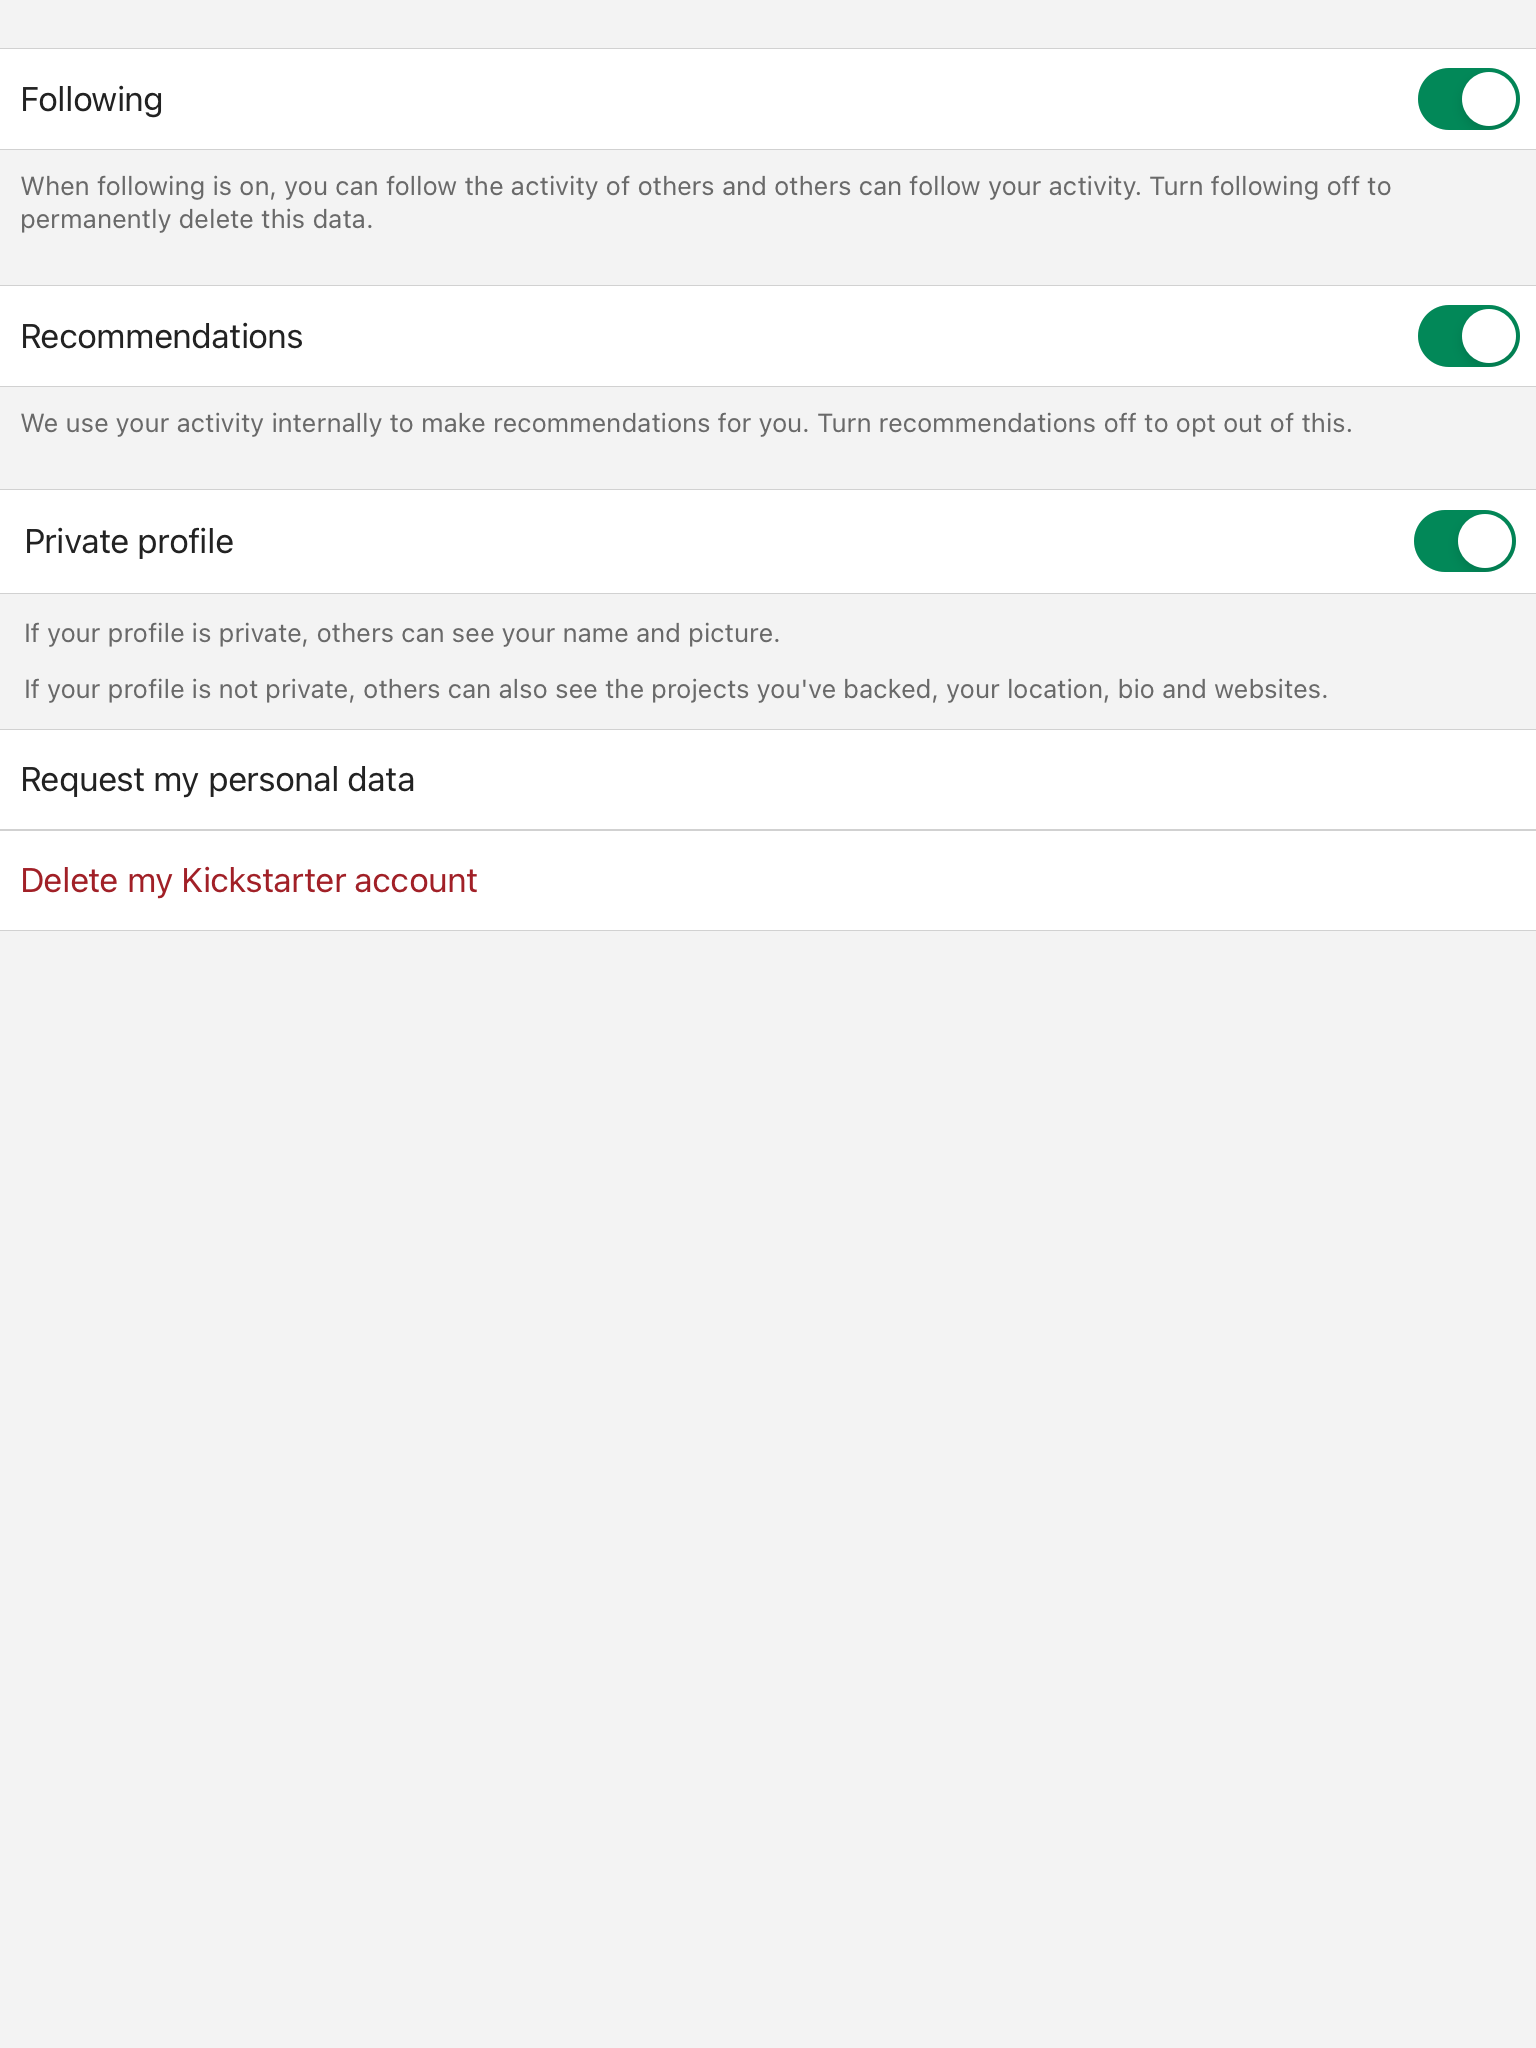 Following
When following is on, you can follow the activity of others and others can follow your activity. Turn following off to
permanently delete this data.
Recommendations
We use your activity internally to make recommendations for you. Turn recommendations off to opt out of this.
Private profile
If your profile is private, others can see your name and picture.
If your profile is not private, others can also see the projects you've backed, your location, bio and websites.
Request my personal data
Delete my Kickstarter account